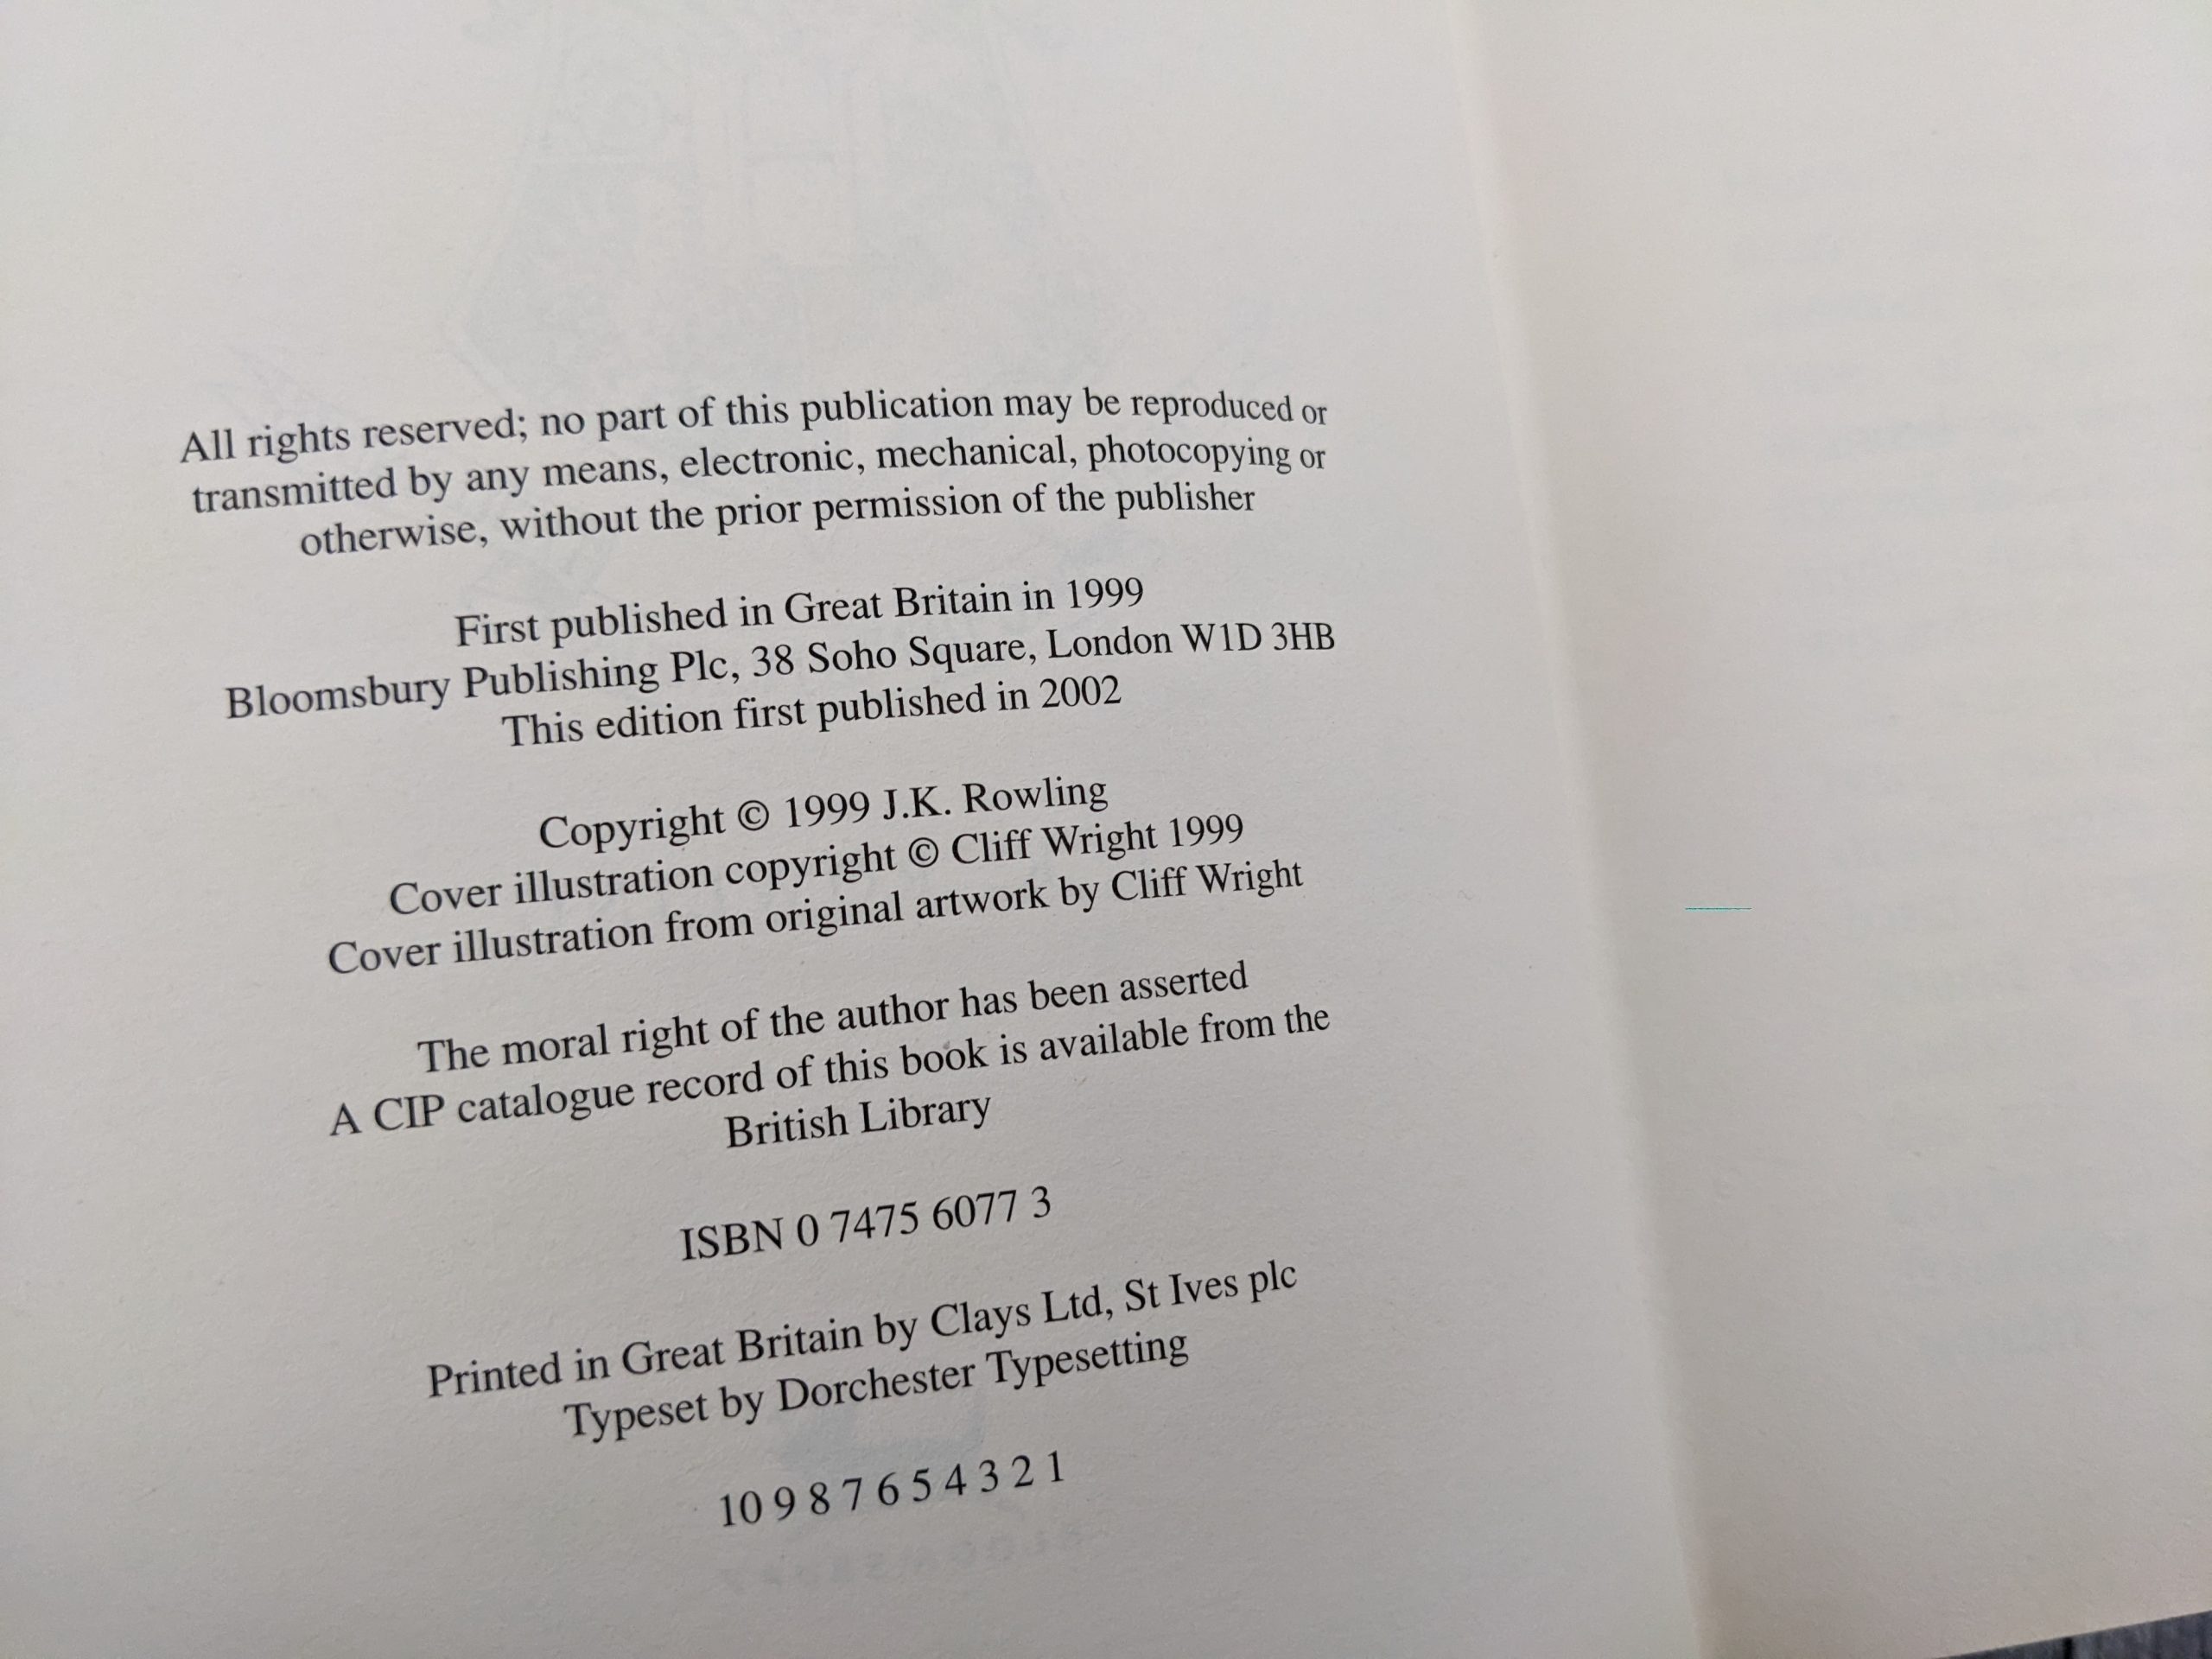 All rights reserved; no part of this publication may be reproduced or
transmitted by any means, electronic, mechanical, photocopying or
otherwise, without the prior permission of the publisher
First published in Great Britain in 1999
Bloomsbury Publishing Plc, 38 Soho Square, London W1D 3HB
This edition first published in 2002
Copyright © 1999 J.K. Rowling
Cover illustration copyright © Cliff Wright 1999
Cover illustration from original artwork by Cliff Wright
The moral right of the author has been asserted
A CIP catalogue record of this book is available from the
British Library
ISBN 0 7475 6077 3
Printed in Great Britain by Clays Ltd, St Ives plc
Typeset by Dorchester Typesetting
10 9 8 7 6 5 4 3 2 1